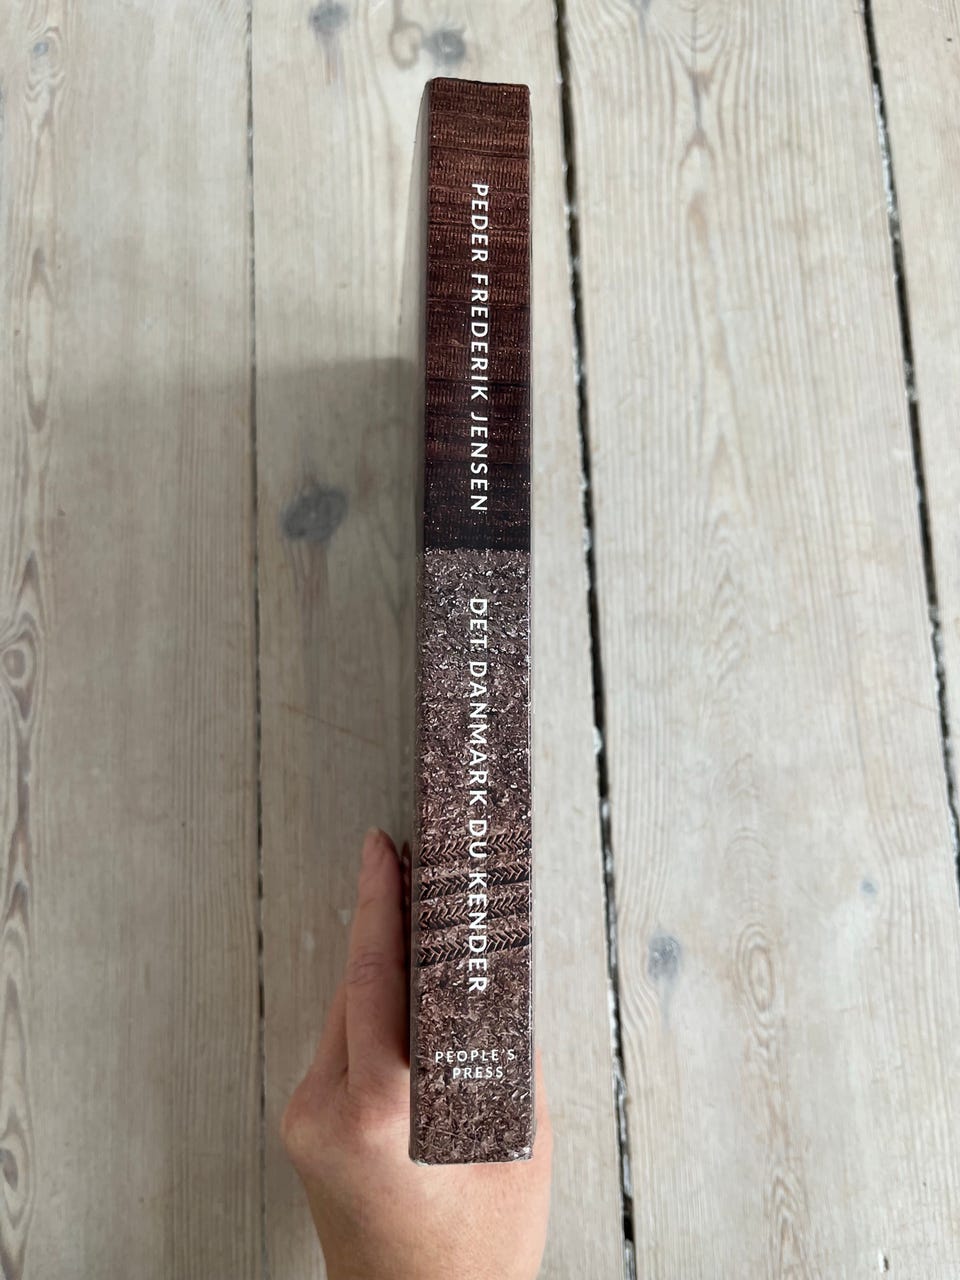 PEDER FREDERIK JENSEN
DET DANMARK DU KENDER
PEOPLE'S
PRESS